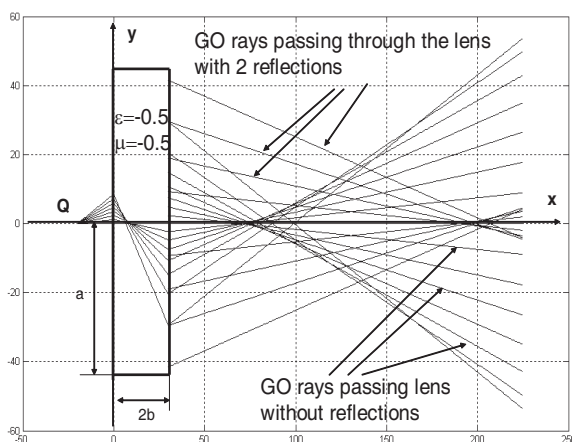 60
y
GO rays passing through the lens
with 2 reflections
40
ε=-0.5
μ=-0.5
20
Q
x
0
a
-20
-40
2b
GO rays passing lens
without reflections
-60
-50
0
50
100
150
200
250